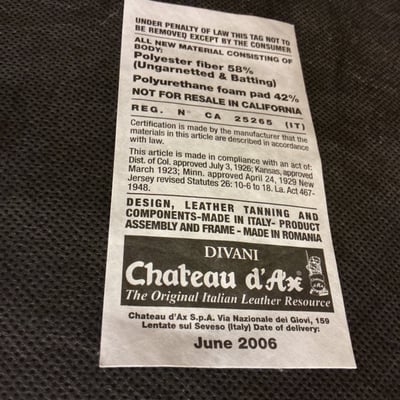 UNDER PENALTY OF LAW THIS TAG NOT TO
BE REMOVED EXCEPT BY THE CONSUMER
ALL NEW MATERIAL CONSISTING OF
BODY:
Polyester fiber 58%
(Ungarnetted & Batting)
Polyurethane foam pad 42%
NOT FOR RESALE IN CALIFORNIA
REG. N° CA 25265 (IT)
Certification is made by the manufacturer that the
materials in this article are described in accordance
with law.
This article is made in compliance with an act of:
Dist. of Col. approved July 3, 1926; Kansas, approved
March 1923; Minn. approved April 24, 1929 New
Jersey revised Statutes 26: 10-6 to 18. La. Act 467-
1948.
DESIGN, LEATHER TANNING AND
COMPONENTS-MADE IN ITALY- PRODUCT
ASSEMBLY AND FRAME - MADE IN ROMANIA
DIVANI
Chateau d'Ax®
The Original Italian Leather Resource
Chateau d'Ax S.p.A. Via Nazionale dei Giovi, 159
Lentate sul Seveso (Italy) Date of delivery:
June 2006